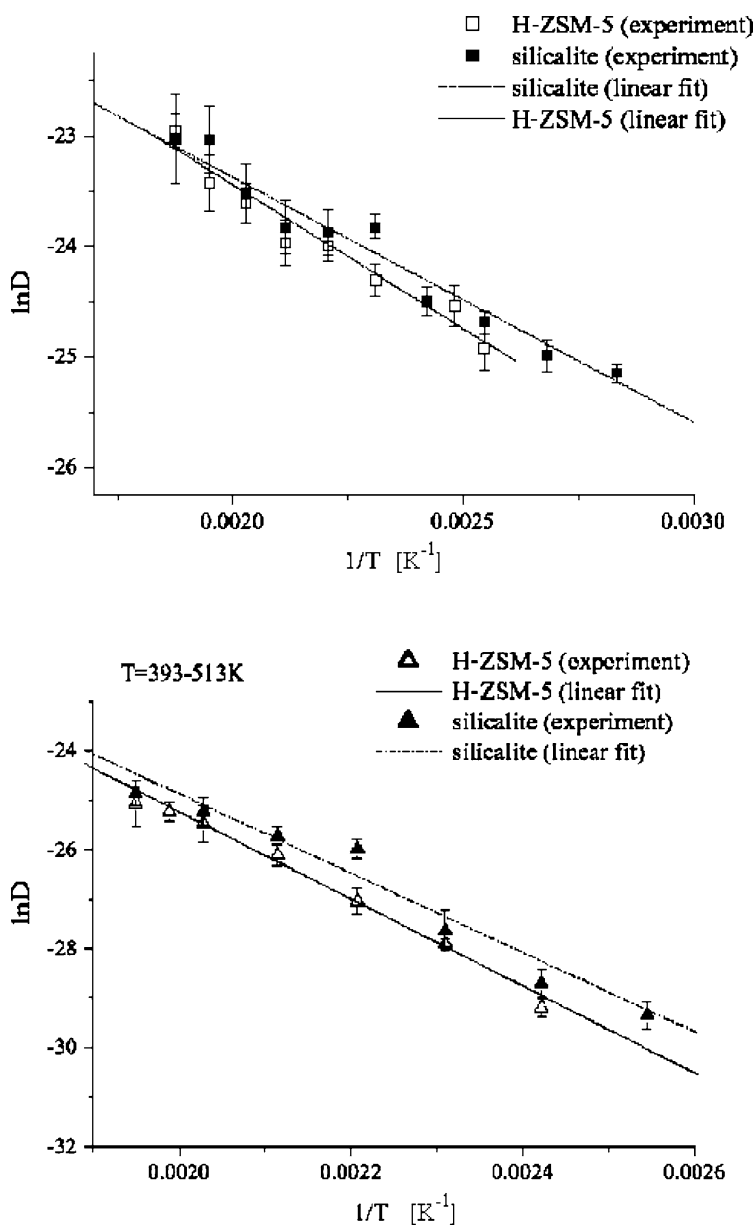 H-ZSM-5 (experiment)
silicalite (experiment)
silicalite (linear fit)
H-ZSM-5 (linear fit)
-23
-24
-25
-26
lnD
0.0020 0.0025 0.0030
1/T [K⁻¹]
T=393-513K
H-ZSM-5 (experiment)
H-ZSM-5 (linear fit)
silicalite (experiment)
silicalite (linear fit)
-24
-26
-28
-30
-32
lnD
0.0020 0.0022 0.0024 0.0026
1/T [K⁻¹]